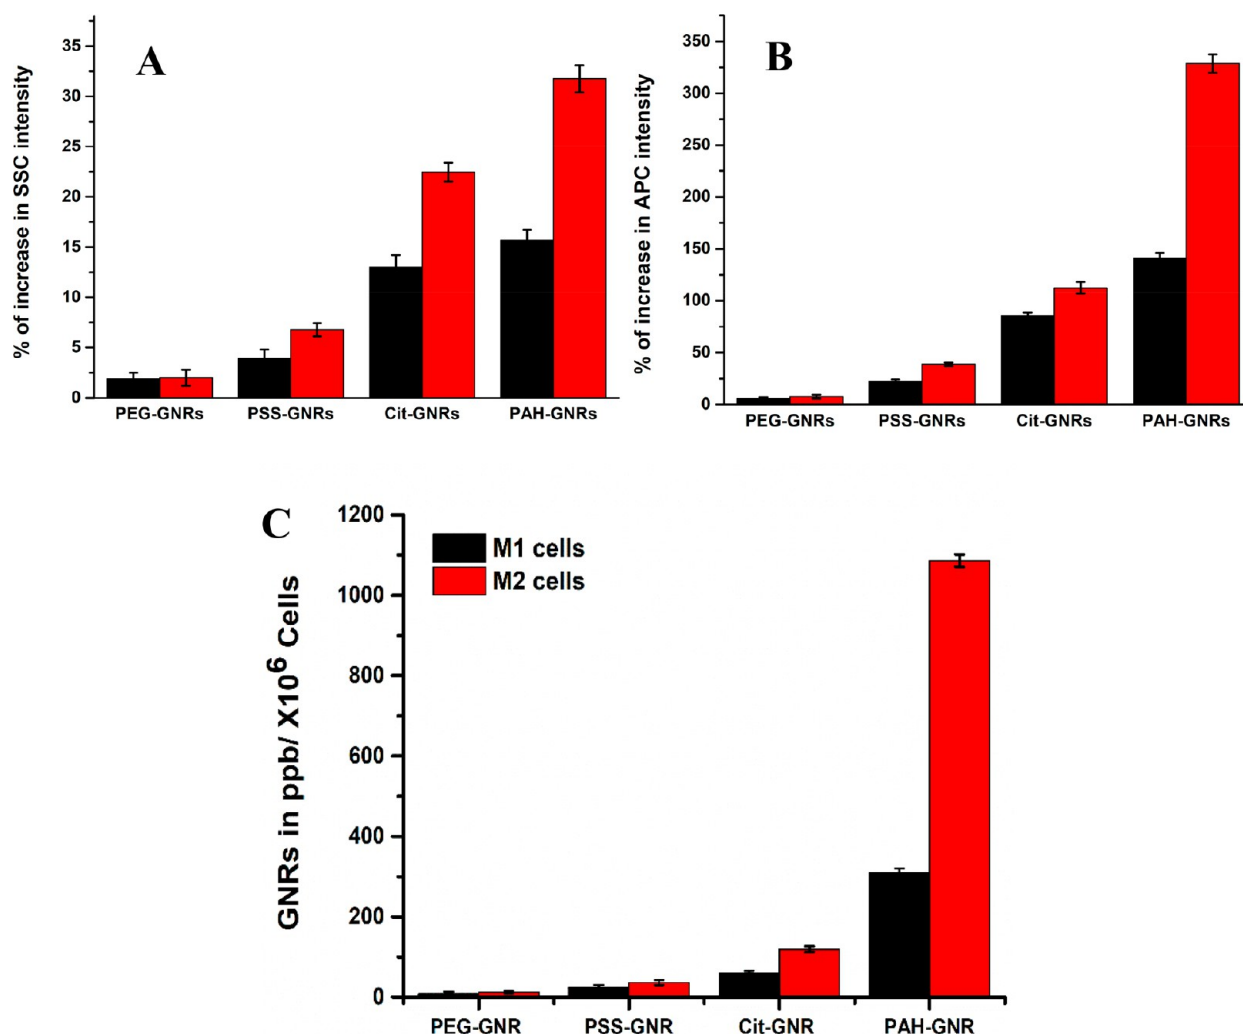 A
% of increase in SSC intensity
35
30
25
20
15
10
5
0
PEG-GNRs PSS-GNRs Cit-GNRs PAH-GNRs
B
% of increase in APC intensity
350
300
250
200
150
100
50
0
PEG-GNRs PSS-GNRs Cit-GNRs PAH-GNRs
C
GNRs in ppb/ X10⁶ Cells
1200
1000
800
600
400
200
0
M1 cells
M2 cells
PEG-GNR PSS-GNR Cit-GNR PAH-GNR